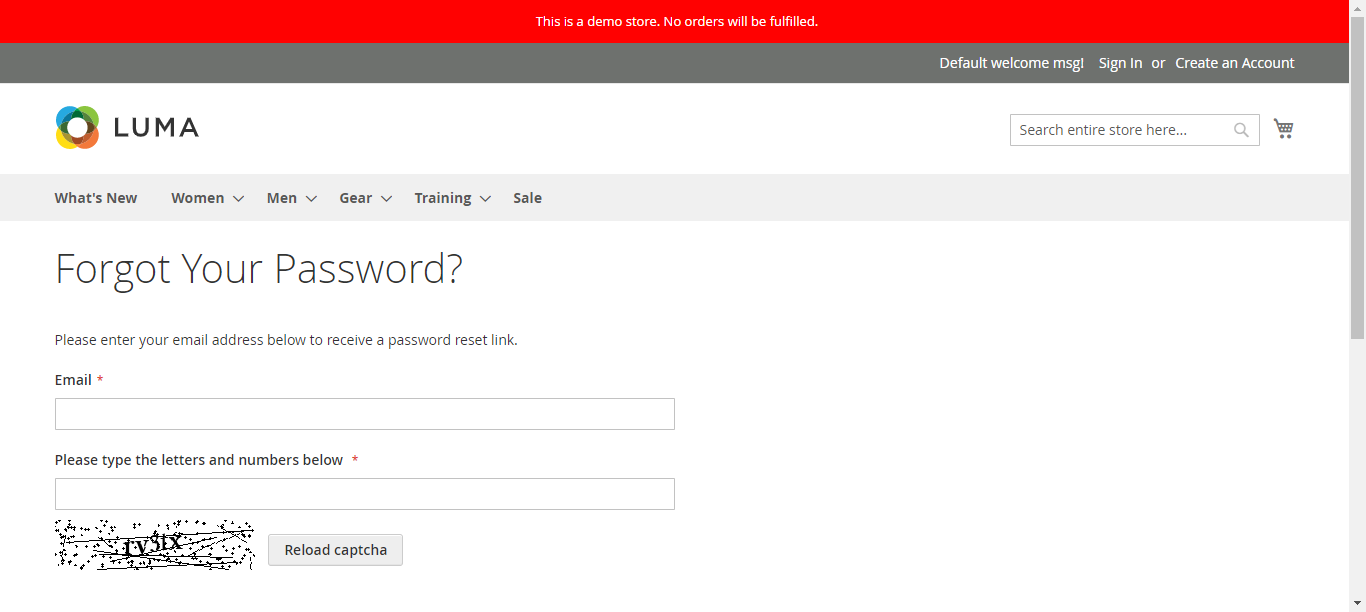 This is a demo store. No orders will be fulfilled.
Default welcome msg! Sign In or Create an Account
LUMA
Search entire store here...
What's New Women Men Gear Training Sale
Forgot Your Password?
Please enter your email address below to receive a password reset link.
Email *
Please type the letters and numbers below *
Reload captcha